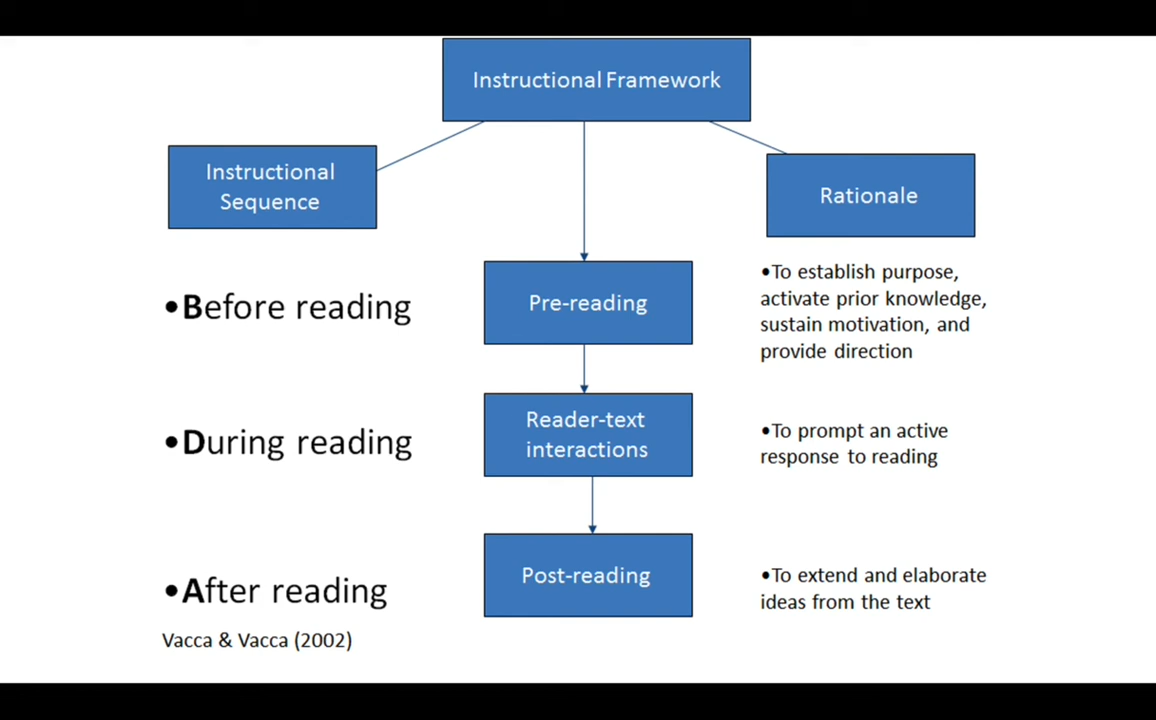 Instructional Framework
Instructional
Sequence
Rationale
•Before reading
Pre-reading
•To establish purpose,
activate prior knowledge,
sustain motivation, and
provide direction
•During reading
Reader-text
interactions
•To prompt an active
response to reading
•After reading
Post-reading
•To extend and elaborate
ideas from the text
Vacca & Vacca (2002)